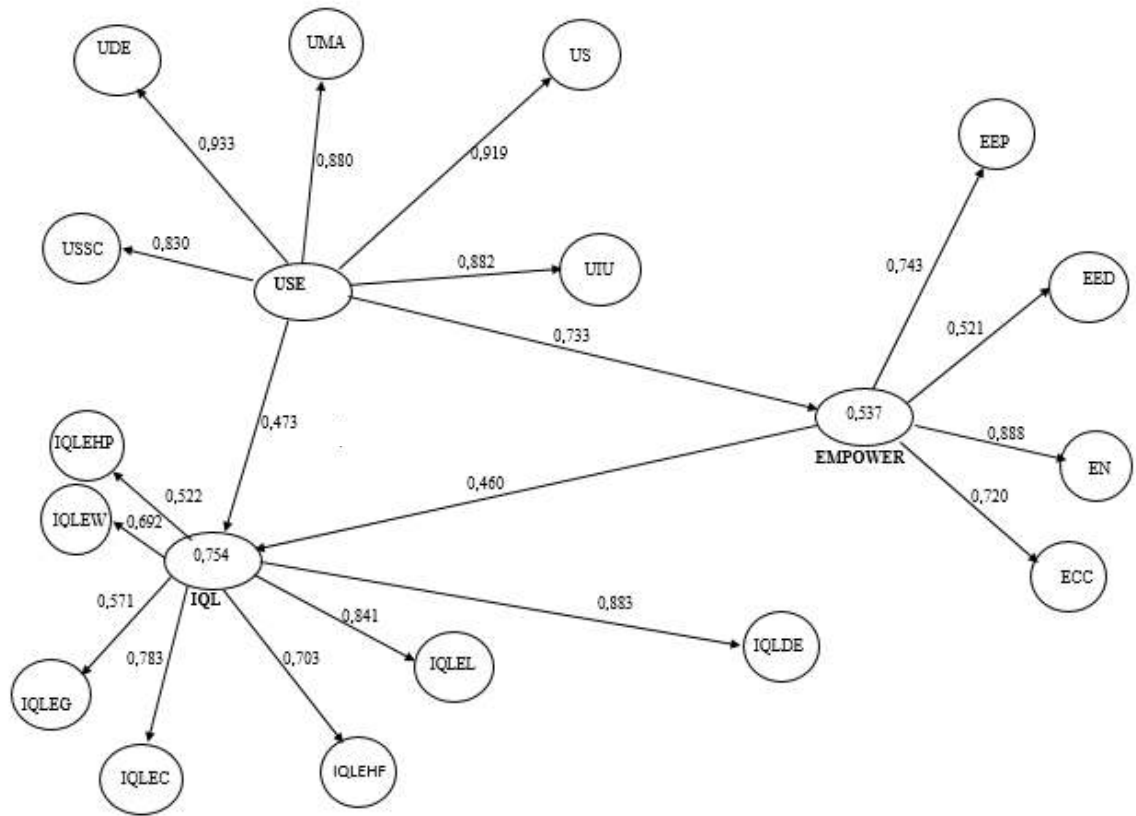 UDE
UMA
US
EEP
0,933
0,880
0,919
USSC
0,830
0,882
UIU
USE
0,743
EED
0,521
0,733
0,537
EMPOWER
0,888
EN
0,720
ECC
0,473
0,460
IQLEHP
0,522
IQLEW
0,692
0,754
IQL
0,571
0,783
0,703
0,841
0,883
IQLDE
IQLEL
IQLEG
IQLEC
IQLEHF